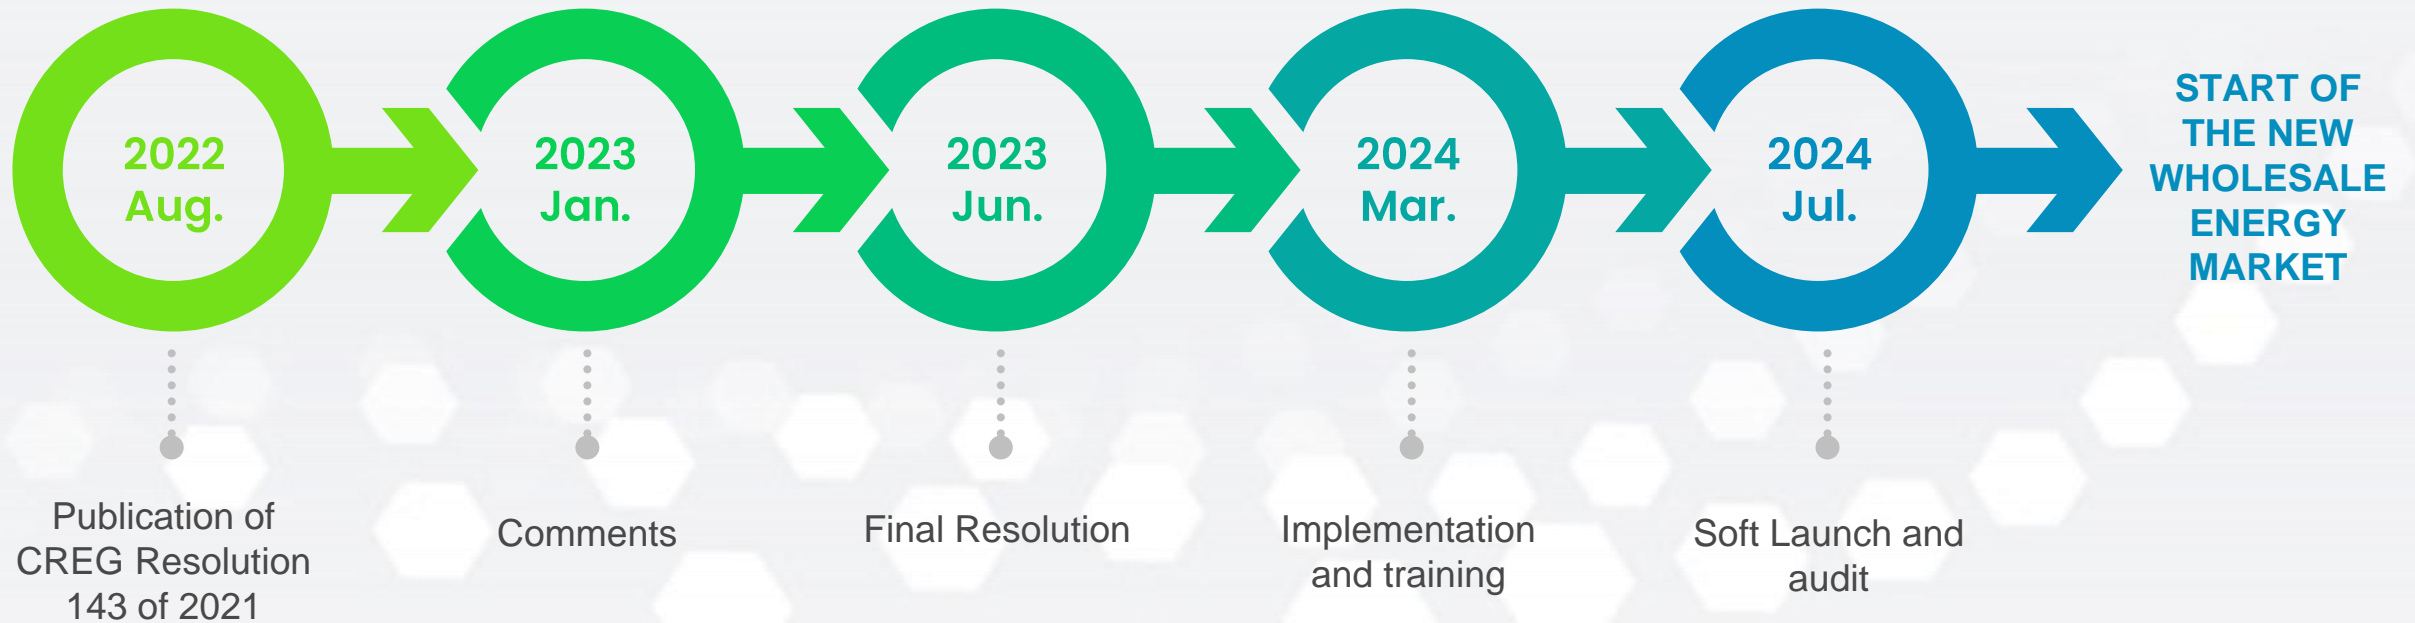 2022
Aug.
2023
Jan.
2023
Jun.
2024
Mar.
2024
Jul.
START OF
THE NEW
WHOLESALE
ENERGY
MARKET
Publication of
CREG Resolution
143 of 2021
Comments
Final Resolution
Implementation
and training
Soft Launch and
audit